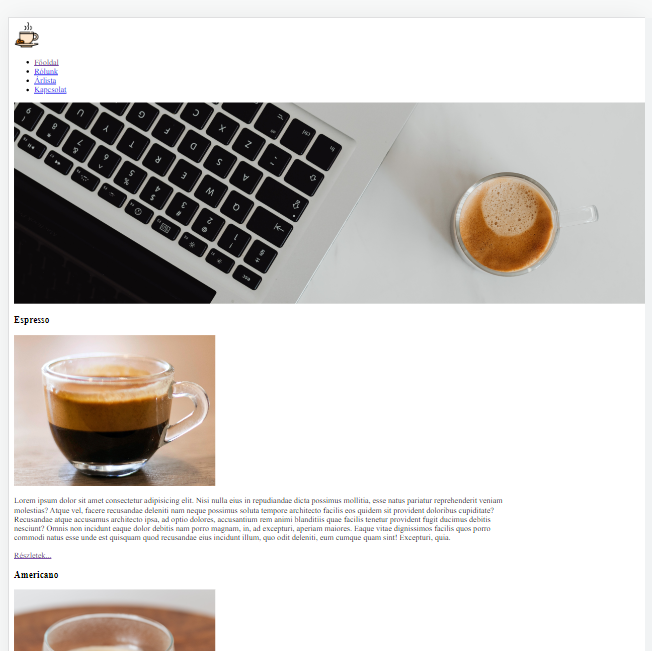 Főoldal
Rólunk
Árlista
Kapcsolat
Espresso
Lorem ipsum dolor sit amet consectetur adipisicing elit. Nisi nulla eius in repudiandae dicta possimus mollitia, esse natus pariatur reprehenderit veniam
molestias? Atque vel, facere recusandae deleniti nam neque possimus soluta tempore architecto facilis eos quidem sit provident doloribus cupiditate?
Recusandae atque accusamus architecto ipsa, ad optio dolores, accusantium rem animi blanditiis quae facilis tenetur provident fugit ducimus debitis
nesciunt? Omnis non incidunt eaque dolor debitis nam porro magnam, in, ad excepturi, aperiam maiores. Eaque vitae dignissimos facilis quos porro
commodi natus esse unde est quisquam quod recusandae eius incidunt illum, quo odit deleniti, eum cumque quam sint! Excepturi, quia.
Részletek...
Americano